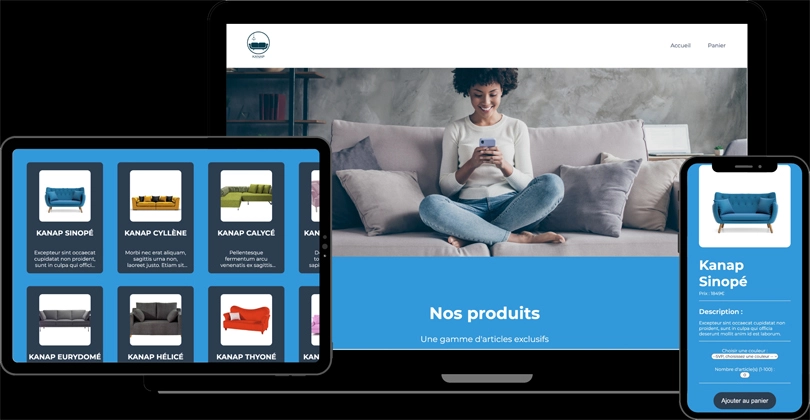 kanap
Accueil
Panier
Nos produits
Une gamme d'articles exclusifs
KANAP SINOPÉ
Excepteur sint occaecat
cupidatat non proident,
sunt in culpa qui offici...
KANAP CYLLÈNE
Morbi nec erat aliquam,
sagittis urna non,
laoreet justo. Etiam sit...
KANAP CALYCÉ
Pellentesque
fermentum arcu
venenatis ex sagittis...
KANAP EURYDOMÉ
KANAP HÉLICÉ
KANAP THYONÉ
Kanap
Sinopé
Prix : 1849€
Description :
Excepteur sint occaecat cupidatat non
proident, sunt in culpa qui officia
deserunt mollit anim id est laborum.
Choisir une couleur :
--SVP, choisissez une couleur --
Nombre d'article(s) (1-100) :
0
Ajouter au panier